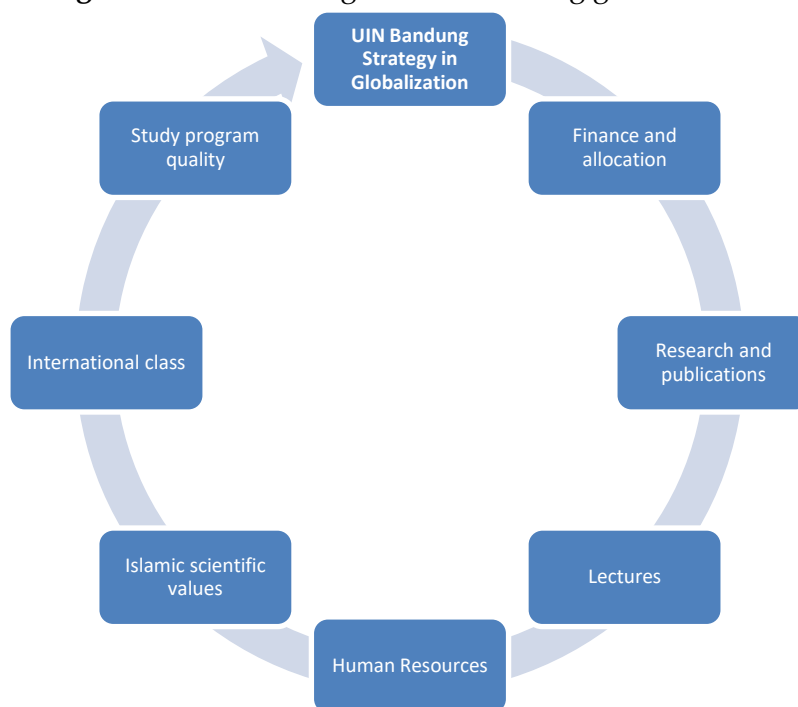 UIN Bandung
Strategy in
Globalization
Finance and
allocation
Research and
publications
Lectures
Human Resources
Islamic scientific
values
International class
Study program
quality